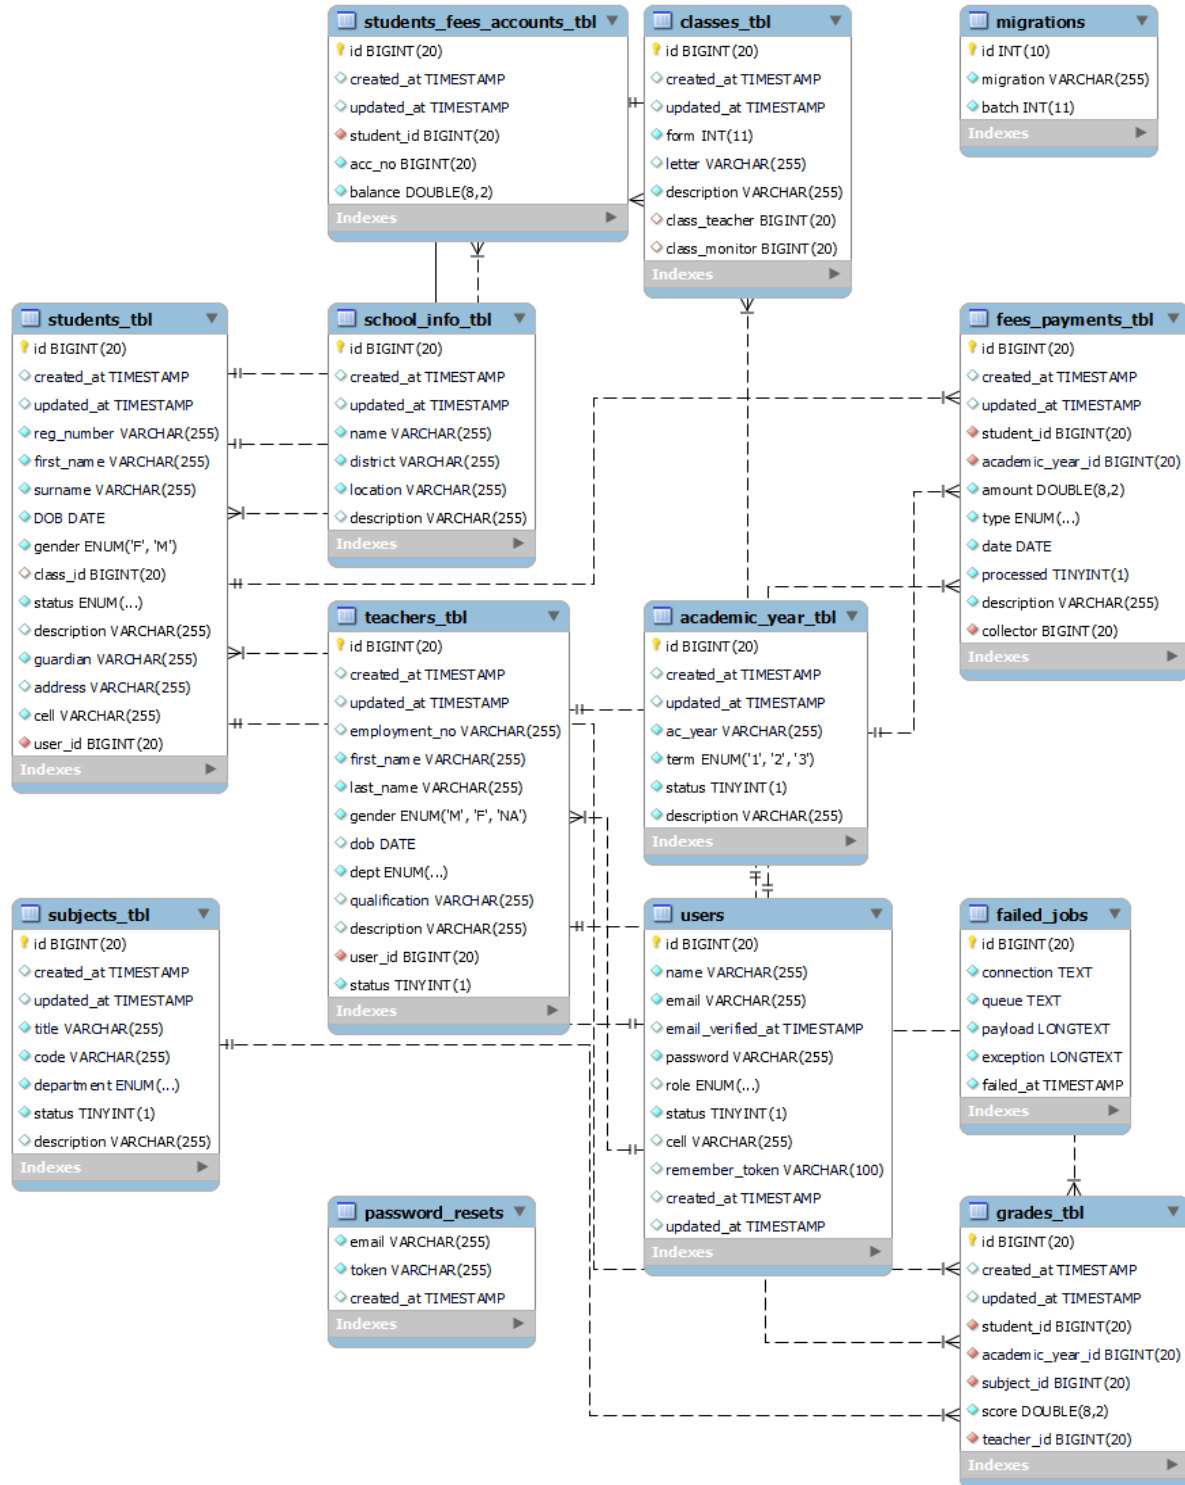 students_fees_accounts_tbl
id BIGINT(20)
created_at TIMESTAMP
updated_at TIMESTAMP
student_id BIGINT(20)
acc_no BIGINT(20)
balance DOUBLE(8,2)
Indexes
classes_tbl
id BIGINT(20)
created_at TIMESTAMP
updated_at TIMESTAMP
form INT(11)
letter VARCHAR(255)
description VARCHAR(255)
class_teacher BIGINT(20)
class_monitor BIGINT(20)
Indexes
migrations
id INT(10)
migration VARCHAR(255)
batch INT(11)
Indexes
students_tbl
id BIGINT(20)
created_at TIMESTAMP
updated_at TIMESTAMP
reg_number VARCHAR(255)
first_name VARCHAR(255)
surname VARCHAR(255)
DOB DATE
gender ENUM('F', 'M')
class_id BIGINT(20)
status ENUM(...)
description VARCHAR(255)
guardian VARCHAR(255)
address VARCHAR(255)
cell VARCHAR(255)
user_id BIGINT(20)
Indexes
school_info_tbl
id BIGINT(20)
created_at TIMESTAMP
updated_at TIMESTAMP
name VARCHAR(255)
district VARCHAR(255)
location VARCHAR(255)
description VARCHAR(255)
Indexes
fees_payments_tbl
id BIGINT(20)
created_at TIMESTAMP
updated_at TIMESTAMP
student_id BIGINT(20)
academic_year_id BIGINT(20)
amount DOUBLE(8,2)
type ENUM(...)
date DATE
processed TINYINT(1)
description VARCHAR(255)
collector BIGINT(20)
Indexes
teachers_tbl
id BIGINT(20)
created_at TIMESTAMP
updated_at TIMESTAMP
employment_no VARCHAR(255)
first_name VARCHAR(255)
last_name VARCHAR(255)
gender ENUM('M', 'F', 'NA')
dob DATE
dept ENUM(...)
qualification VARCHAR(255)
description VARCHAR(255)
user_id BIGINT(20)
status TINYINT(1)
Indexes
academic_year_tbl
id BIGINT(20)
created_at TIMESTAMP
updated_at TIMESTAMP
ac_year VARCHAR(255)
term ENUM('1', '2', '3')
status TINYINT(1)
description VARCHAR(255)
Indexes
subjects_tbl
id BIGINT(20)
created_at TIMESTAMP
updated_at TIMESTAMP
title VARCHAR(255)
code VARCHAR(255)
department ENUM(...)
status TINYINT(1)
description VARCHAR(255)
Indexes
users
id BIGINT(20)
name VARCHAR(255)
email VARCHAR(255)
email_verified_at TIMESTAMP
password VARCHAR(255)
role ENUM(...)
status TINYINT(1)
cell VARCHAR(255)
remember_token VARCHAR(100)
created_at TIMESTAMP
updated_at TIMESTAMP
Indexes
failed_jobs
id BIGINT(20)
connection TEXT
queue TEXT
payload LONGTEXT
exception LONGTEXT
failed_at TIMESTAMP
Indexes
password_resets
email VARCHAR(255)
token VARCHAR(255)
created_at TIMESTAMP
Indexes
grades_tbl
id BIGINT(20)
created_at TIMESTAMP
updated_at TIMESTAMP
student_id BIGINT(20)
academic_year_id BIGINT(20)
subject_id BIGINT(20)
score DOUBLE(8,2)
teacher_id BIGINT(20)
Indexes